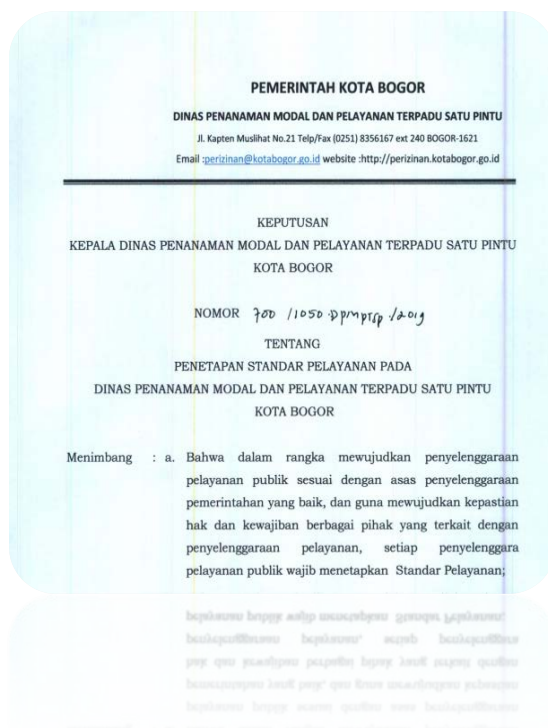 PEMERINTAH KOTA BOGOR
DINAS PENANAMAN MODAL DAN PELAYANAN TERPADU SATU PINTU
Jl. Kapten Muslihat No.21 Telp/Fax (0251) 8356167 ext 240 BOGOR-1621
Email :perizinan@kotabogor.go.id website :http://perizinan.kotabogor.go.id
KEPUTUSAN
KEPALA DINAS PENANAMAN MODAL DAN PELAYANAN TERPADU SATU PINTU
KOTA BOGOR
NOMOR 700 /1050.Dpmptsp./2019
TENTANG
PENETAPAN STANDAR PELAYANAN PADA
DINAS PENANAMAN MODAL DAN PELAYANAN TERPADU SATU PINTU
KOTA BOGOR
Menimbang : a. Bahwa dalam rangka mewujudkan penyelenggaraan
pelayanan publik sesuai dengan asas penyelenggaraan
pemerintahan yang baik, dan guna mewujudkan kepastian
hak dan kewajiban berbagai pihak yang terkait dengan
penyelenggaraan pelayanan, setiap penyelenggara
pelayanan publik wajib menetapkan Standar Pelayanan;